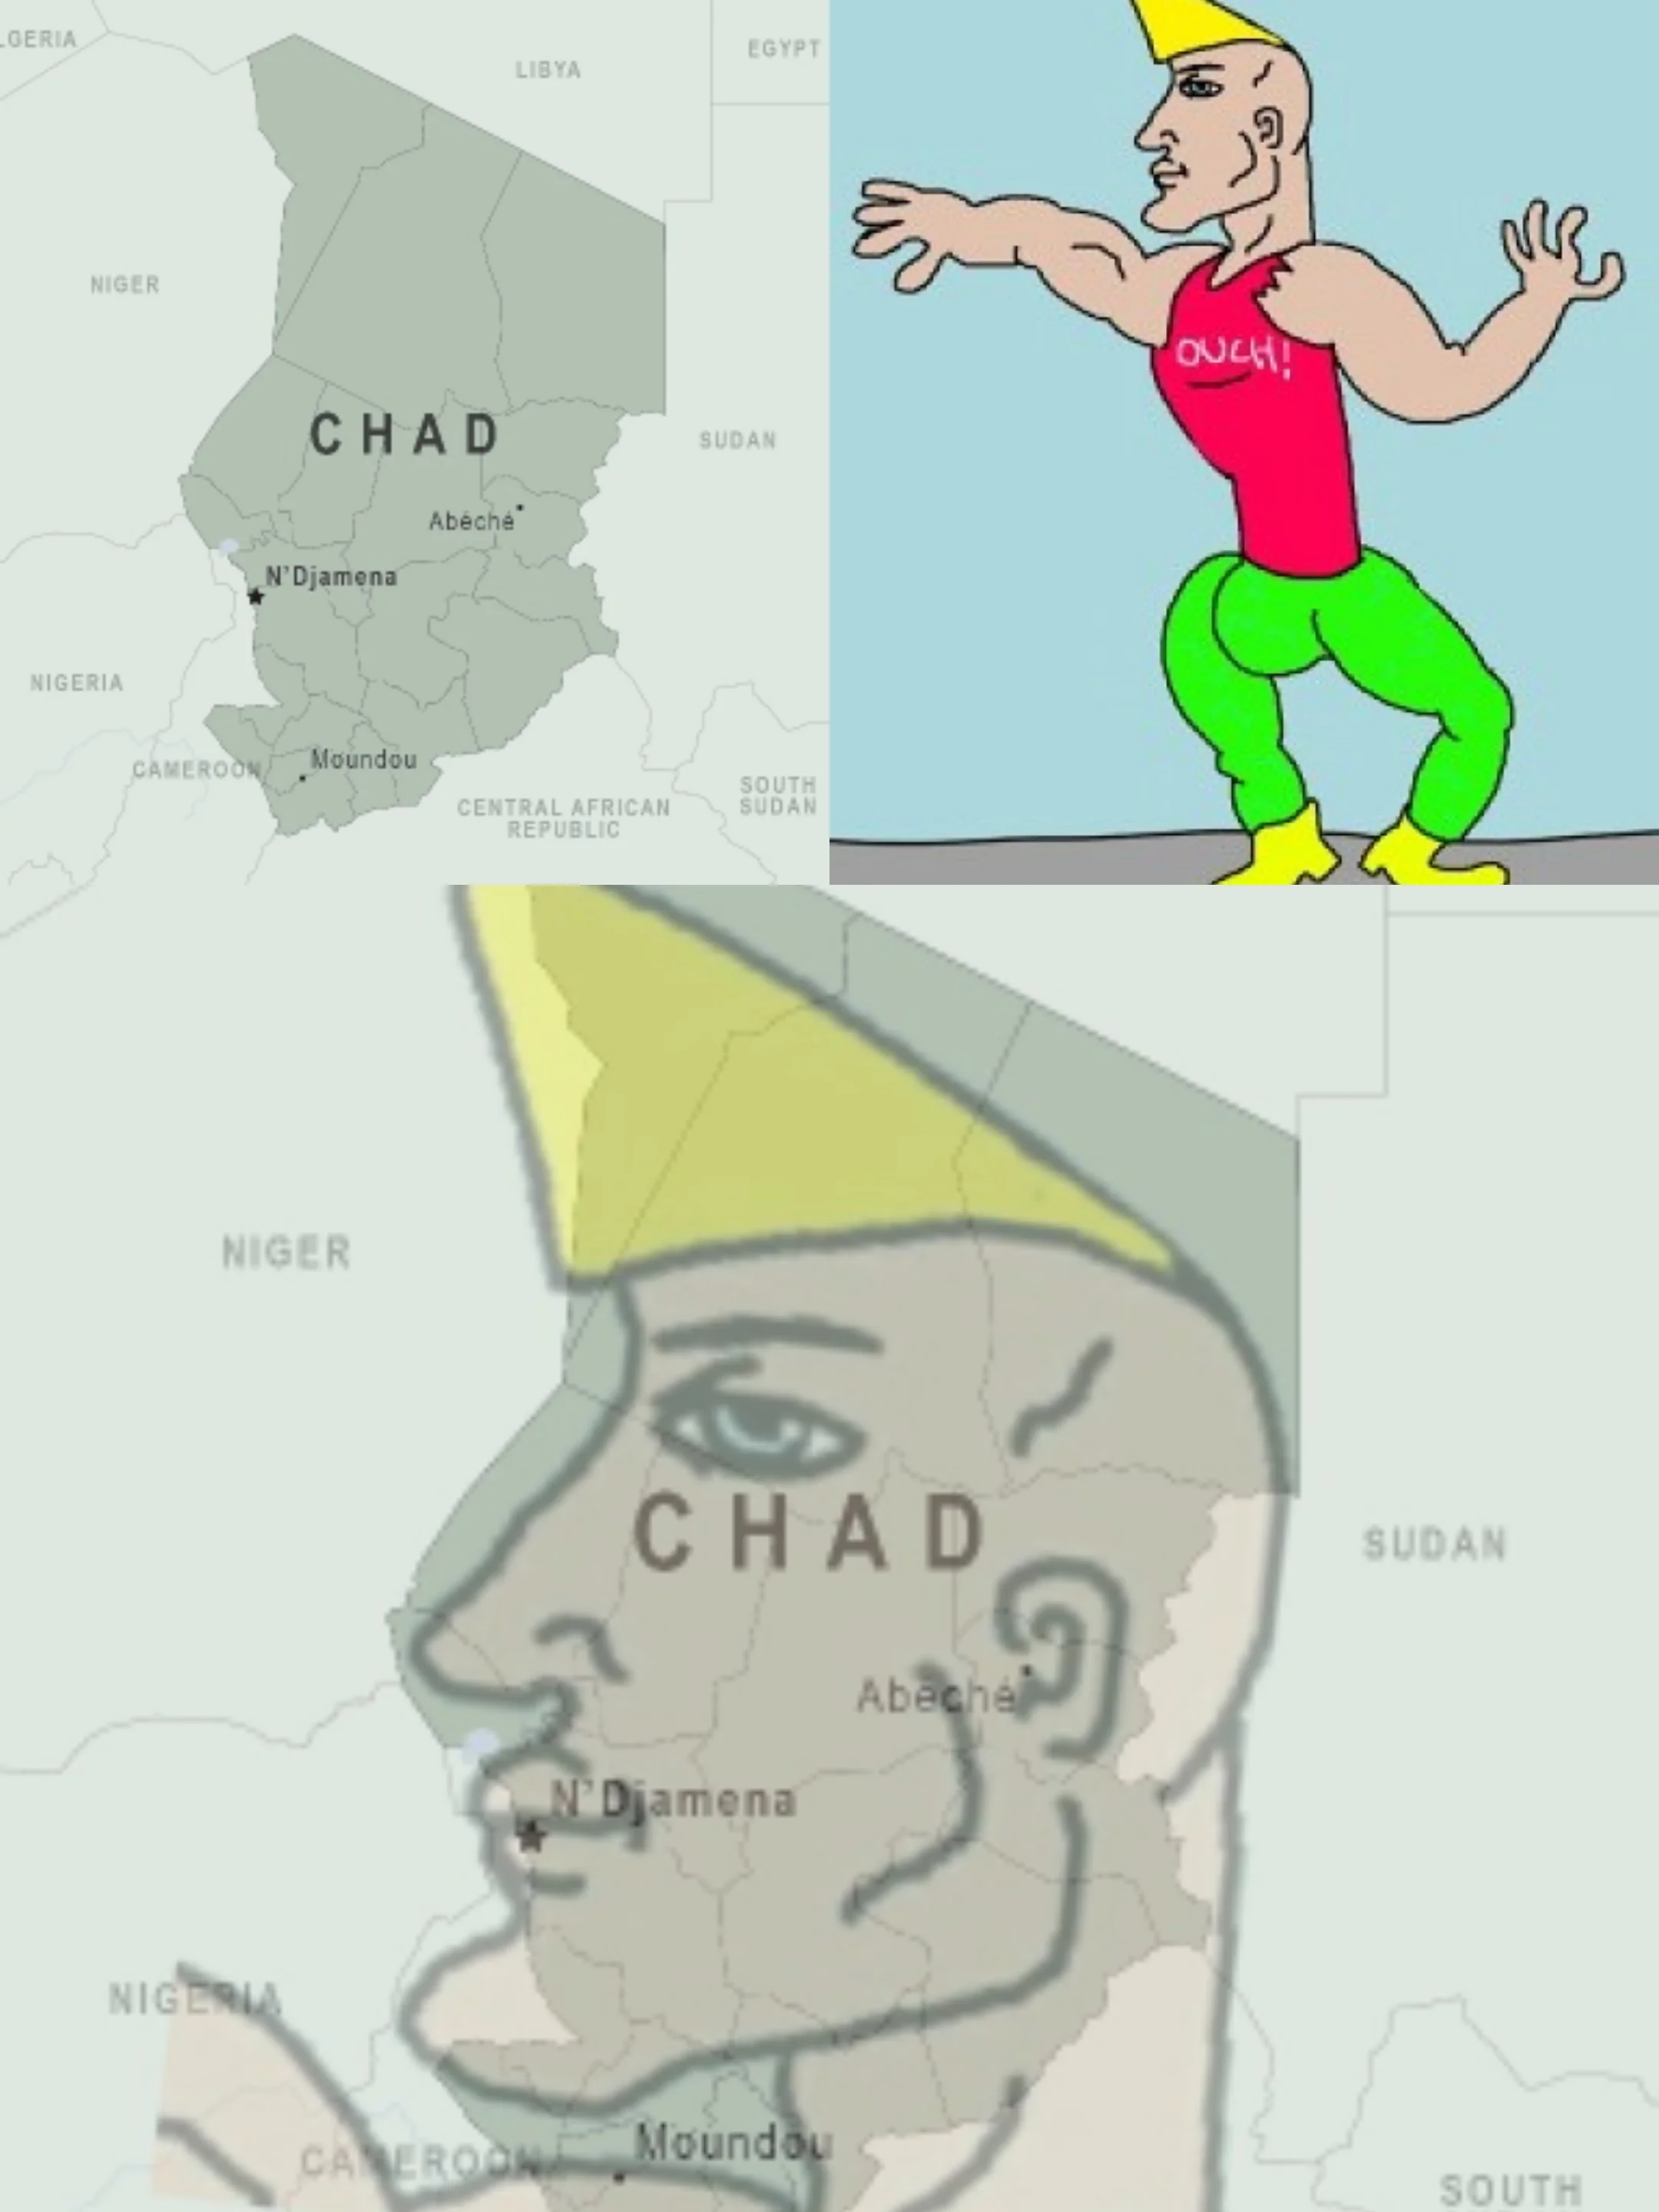 LGERIA
LIBYA
EGYPT
NIGER
CHAD
SUDAN
Abéché
N'Djamena
NIGERIA
CAMEROON
Moundou
CENTRAL AFRICAN
REPUBLIC
SOUTH
SUDAN
OUCH!
NIGER
CHAD
SUDAN
Abéché
N'Djamena
NIGERIA
CAMEROON
Moundou
SOUTH